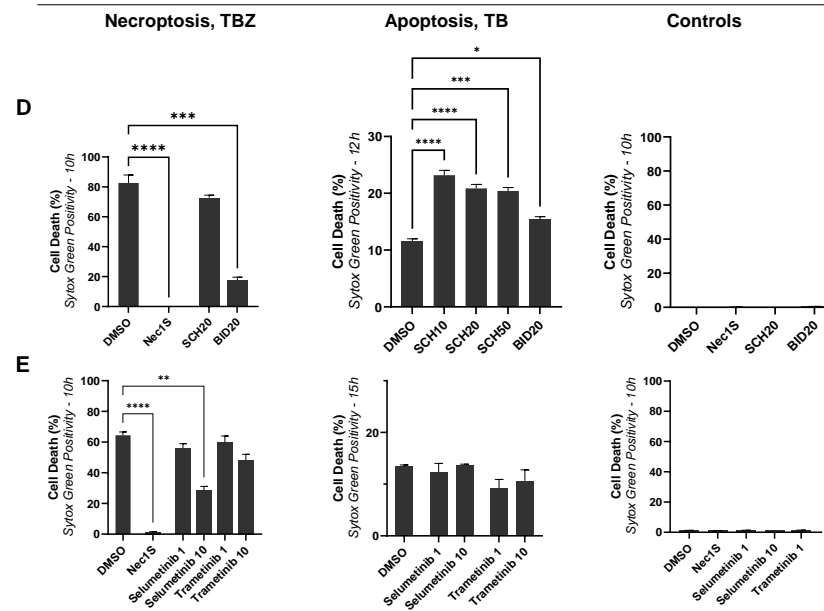 Necroptosis, TBZ
Apoptosis, TB
Controls
D
Cell Death (%)
Sytox Green Positivity - 10h
100
80
60
40
20
0
****
***
DMSO
Nec1S
SCH20
BID20
Cell Death (%)
Sytox Green Positivity - 12h
30
20
10
0
*
***
****
****
DMSO
SCH10
SCH20
SCH50
BID20
Cell Death (%)
Sytox Green Positivity - 10h
100
80
60
40
20
0
DMSO
Nec1S
SCH20
BID20
E
Cell Death (%)
Sytox Green Positivity - 10h
100
80
60
40
20
0
**
****
DMSO
Nec1S
Selumetinib 1
Selumetinib 10
Trametinib 1
Trametinib 10
Cell Death (%)
Sytox Green Positivity - 15h
20
0
DMSO
Selumetinib 1
Selumetinib 10
Trametinib 1
Trametinib 10
Cell Death (%)
Sytox Green Positivity - 10h
100
80
60
40
20
0
DMSO
Nec1S
Selumetinib 1
Selumetinib 10
Trametinib 1